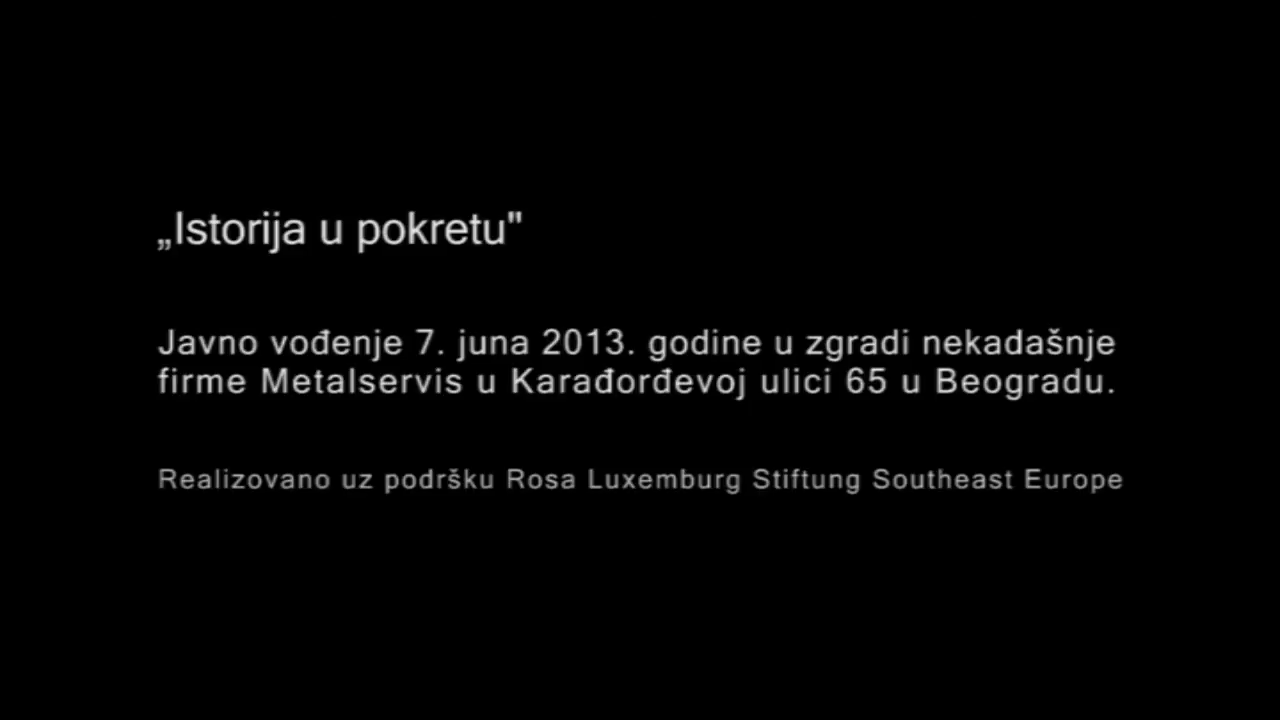 „Istorija u pokretu"
Javno vođenje 7. juna 2013. godine u zgradi nekadašnje
firme Metalservis u Karađorđevoj ulici 65 u Beogradu.
Realizovano uz podršku Rosa Luxemburg Stiftung Southeast Europe